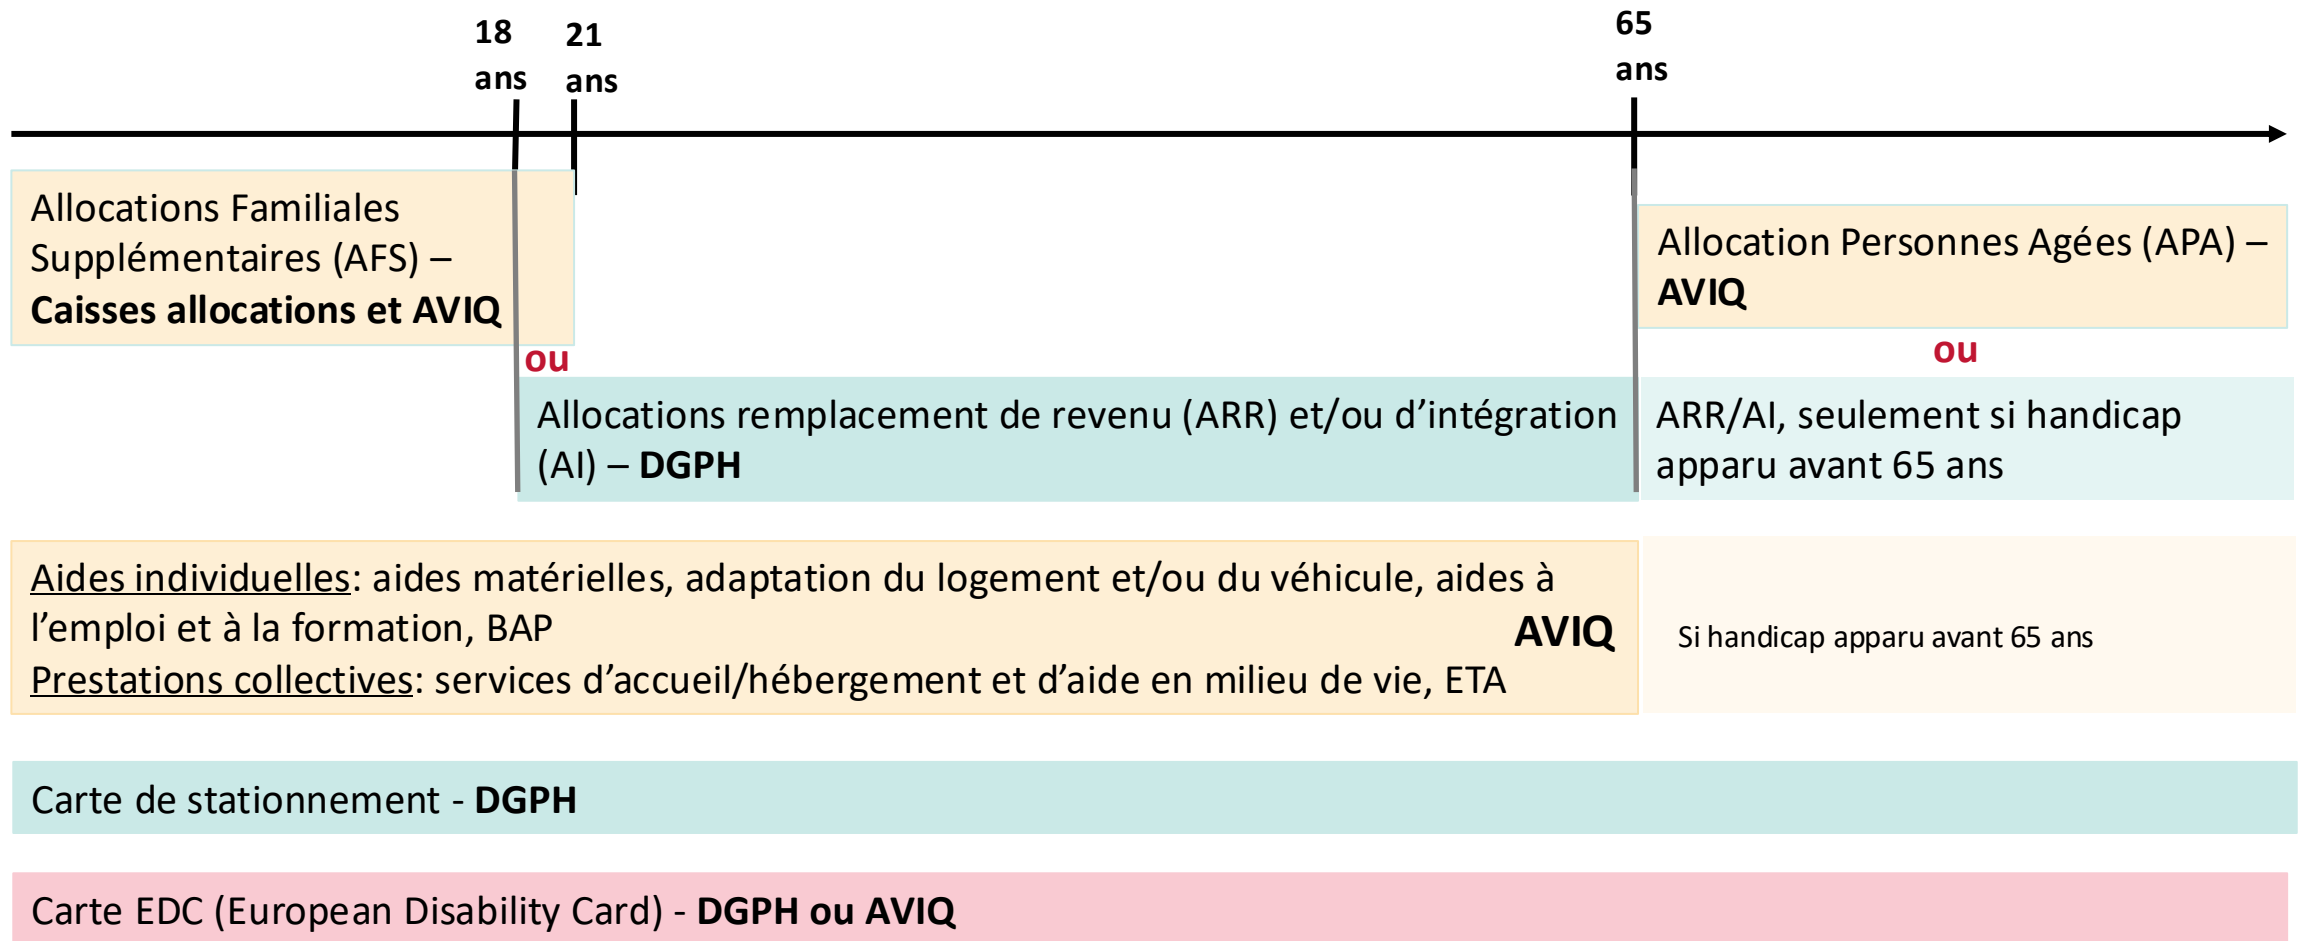 18
ans
21
ans
65
ans
Allocations Familiales
Supplémentaires (AFS) –
Caisses allocations et AVIQ
ou
Allocations remplacement de revenu (ARR) et/ou d’intégration
(AI) – DGPH
Allocation Personnes Agées (APA) –
AVIQ
ou
ARR/AI, seulement si handicap
apparu avant 65 ans
Aides individuelles: aides matérielles, adaptation du logement et/ou du véhicule, aides à
l’emploi et à la formation, BAP
AVIQ
Prestations collectives: services d’accueil/hébergement et d’aide en milieu de vie, ETA
Si handicap apparu avant 65 ans
Carte de stationnement - DGPH
Carte EDC (European Disability Card) - DGPH ou AVIQ